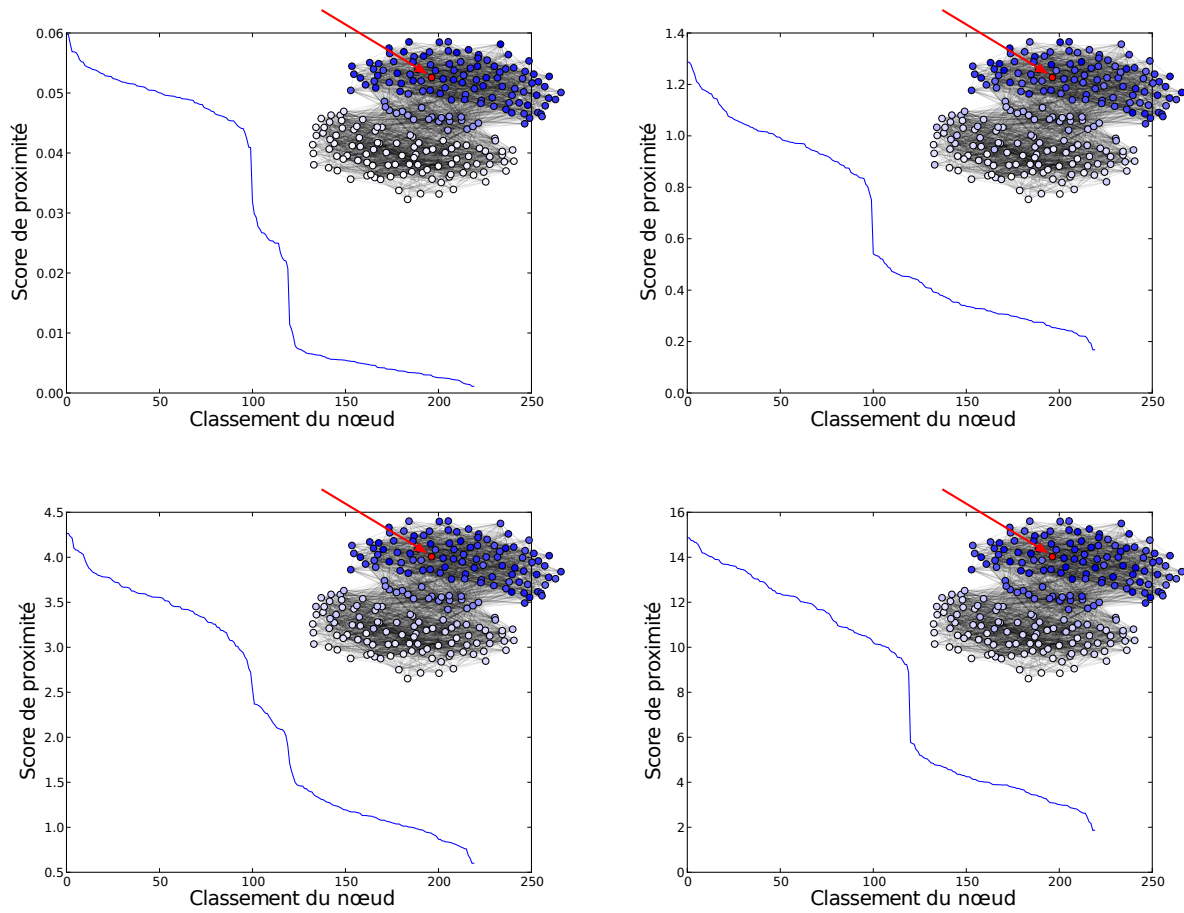 0.06
0.05
0.04
0.03
0.02
0.01
0.00
Score de proximité
0 50 100 150 200 250
Classement du nœud
1.4
1.2
1.0
0.8
0.6
0.4
0.2
0.0
Score de proximité
0 50 100 150 200 250
Classement du nœud
4.5
4.0
3.5
3.0
2.5
2.0
1.5
1.0
0.5
Score de proximité
0 50 100 150 200 250
Classement du nœud
16
14
12
10
8
6
4
2
0
Score de proximité
0 50 100 150 200 250
Classement du nœud